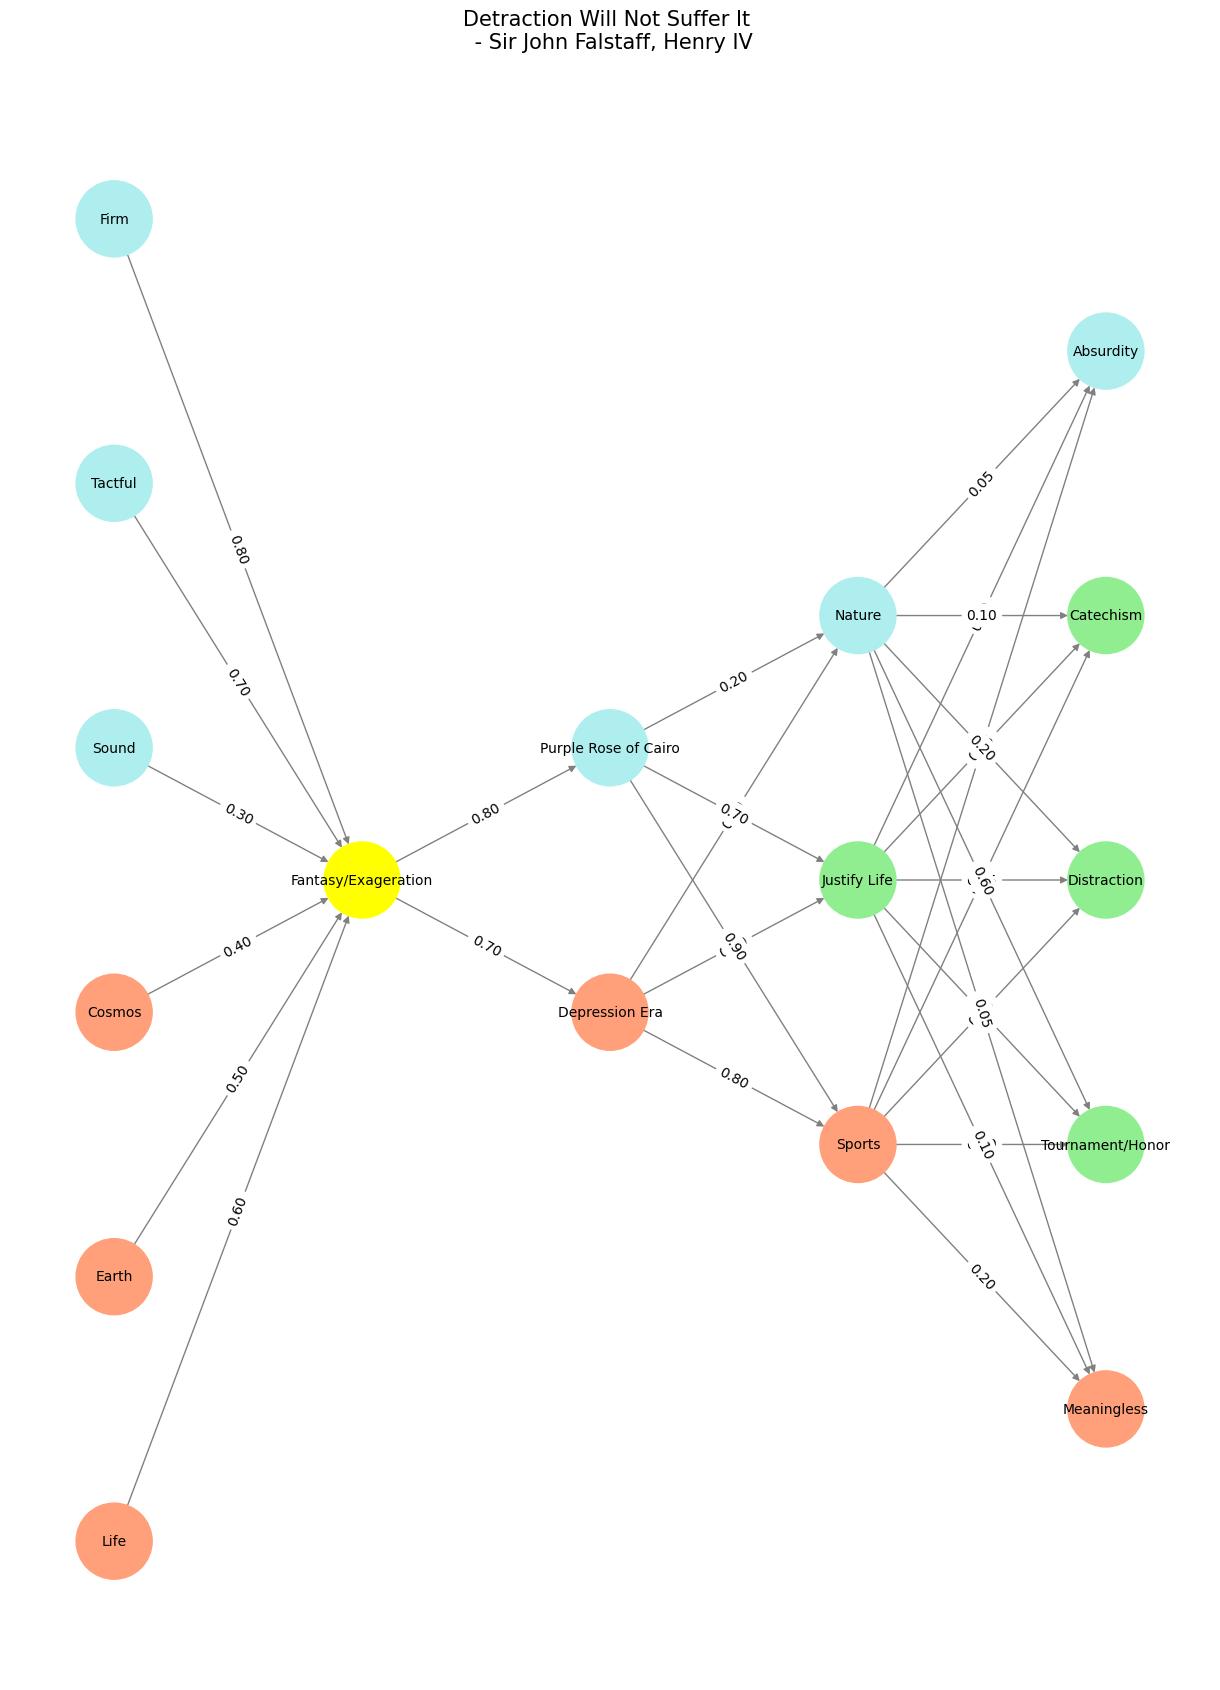 Detraction Will Not Suffer It
- Sir John Falstaff, Henry IV
Firm
Absurdity
Tactful
0.05
0.80
Nature
0.10
Catechism
0.70
0.20
Sound
Purple Rose of Cairo
0.20
0.30
0.80
0.70
Fantasy/Exageration
Justify Life
0.60
Distraction
0.40
0.70
0.90
Cosmos
Depression Era
0.05
0.50
0.80
Sports
0.10
Tournament/Honor
0.60
Earth
0.20
Meaningless
Life